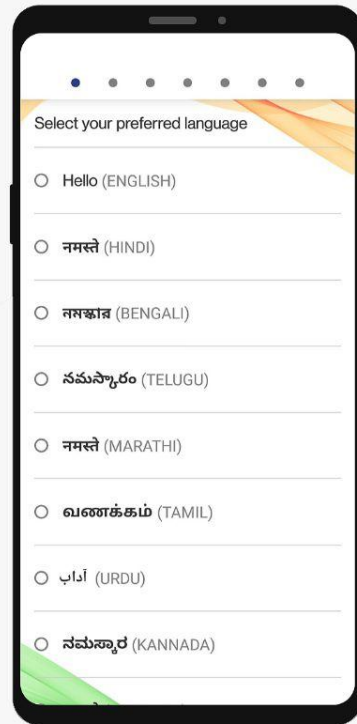 Select your preferred language
Hello (ENGLISH)
नमस्ते (HINDI)
নমস্কার (BENGALI)
నమస్కారం (TELUGU)
नमस्ते (MARATHI)
வணக்கம் (TAMIL)
آداب (URDU)
ನಮಸ್ಕಾರ (KANNADA)